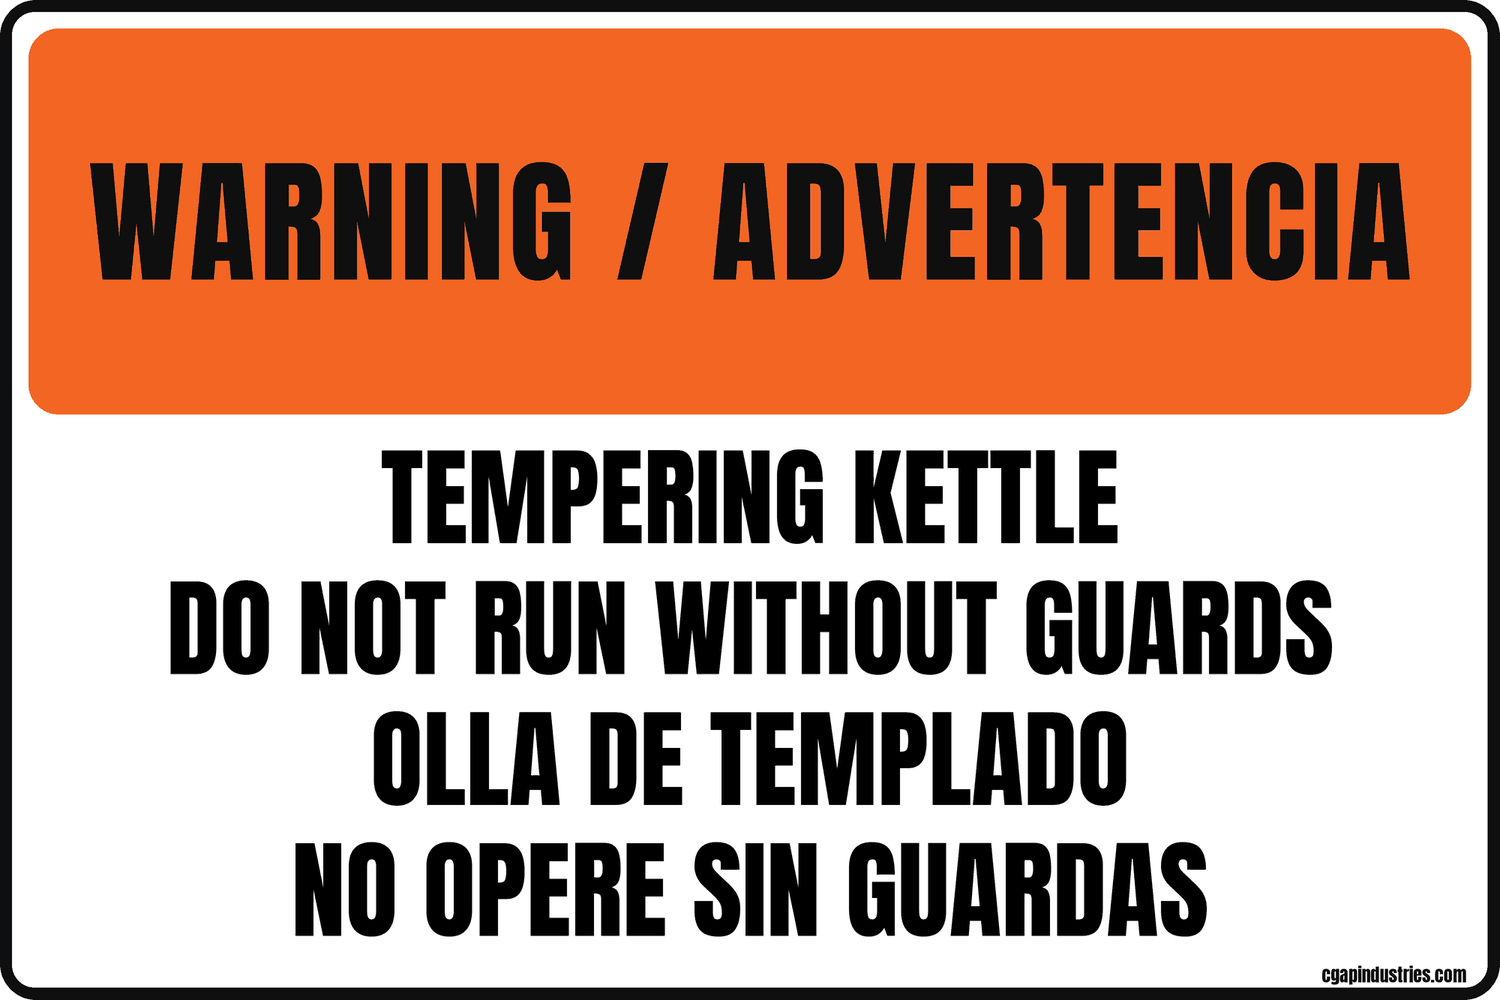 WARNING / ADVERTENCIA
TEMPERING KETTLE
DO NOT RUN WITHOUT GUARDS
OLLA DE TEMPLADO
NO OPERE SIN GUARDAS
cgapindustries.com